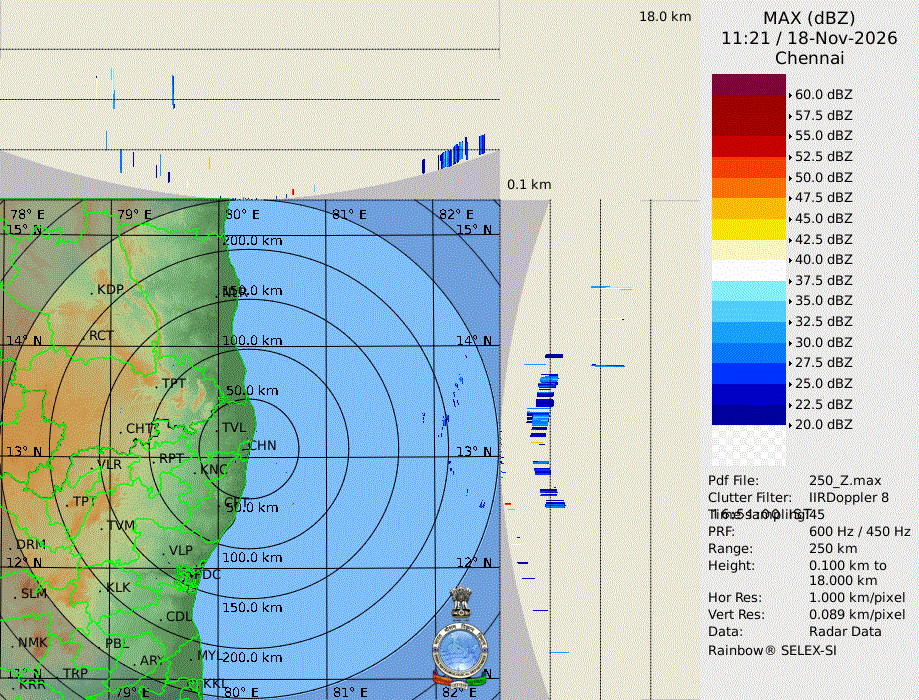 18.0 km
MAX (dBZ)
11:21 / 18-Nov-2026
Chennai
60.0 dBZ
57.5 dBZ
55.0 dBZ
52.5 dBZ
50.0 dBZ
47.5 dBZ
45.0 dBZ
42.5 dBZ
40.0 dBZ
37.5 dBZ
35.0 dBZ
32.5 dBZ
30.0 dBZ
27.5 dBZ
25.0 dBZ
22.5 dBZ
20.0 dBZ
0.1 km
78° E 79° E 80° E 81° E 82° E
15° N 15° N
200.0 km
KDP 150.0 km
RCT
14° N 100.0 km 14° N
TPT 50.0 km
CHT TVL
CHN
13° N 13° N
VLR RPT KNC
TPT 50.0 km
TVM
DRM VLP 100.0 km
12° N 12° N
PDC
SLM KLK 150.0 km
CDL
NMK PBL
ARY MYL 200.0 km
TRP
KRR KKL
79° E 80° E 81° E 82° E
Pdf File: 250_Z.max
Clutter Filter: IIRDoppler 8
Time sampling: 45
PRF: 600 Hz / 450 Hz
Range: 250 km
Height: 0.100 km to
18.000 km
Hor Res: 1.000 km/pixel
Vert Res: 0.089 km/pixel
Data: Radar Data
Rainbow® SELEX-SI